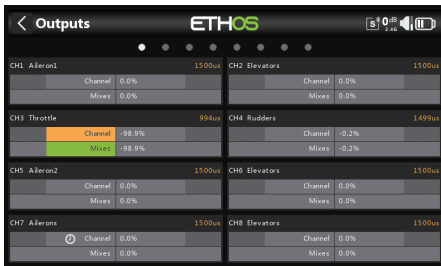 Outputs
ETHOS
S 0dB 2.4G
CH1 Aileron1 1500us
Channel 0.0%
Mixes 0.0%
CH2 Elevators 1500us
Channel 0.0%
Mixes 0.0%
CH3 Throttle 994us
Channel -98.9%
Mixes -98.9%
CH4 Rudders 1499us
Channel -0.2%
Mixes -0.2%
CH5 Aileron2 1500us
Channel 0.0%
Mixes 0.0%
CH6 Elevators 1500us
Channel 0.0%
Mixes 0.0%
CH7 Ailerons 1500us
Channel 0.0%
Mixes 0.0%
CH8 Elevators 1500us
Channel 0.0%
Mixes 0.0%